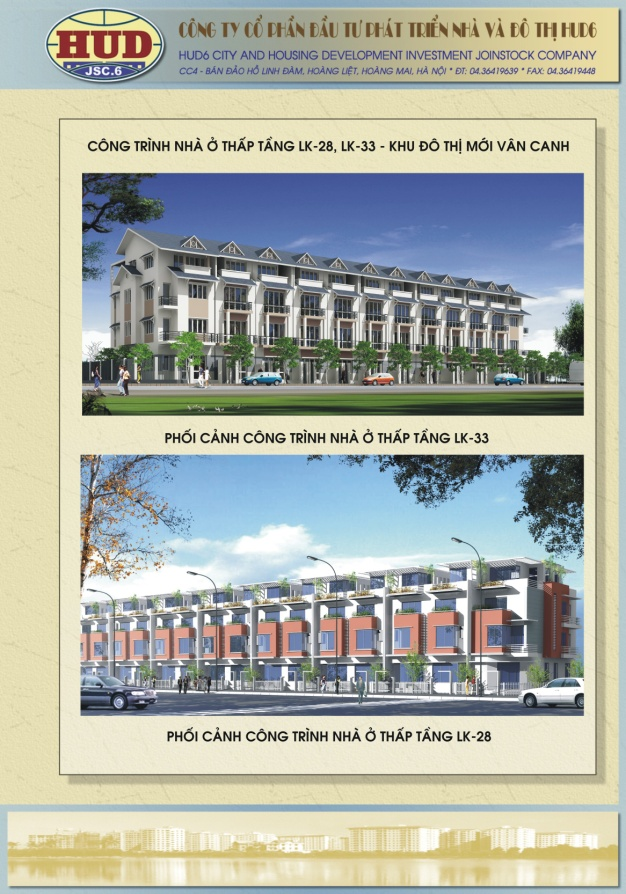 HUD
JSC.6
CÔNG TY CỔ PHẦN ĐẦU TƯ PHÁT TRIỂN NHÀ VÀ ĐÔ THỊ HUD6
HUD6 CITY AND HOUSING DEVELOPMENT INVESTMENT JOINSTOCK COMPANY
CC4 - BÁN ĐẢO HỒ LINH ĐÀM, HOÀNG LIỆT, HOÀNG MAI, HÀ NỘI * ĐT: 04.36419639 * FAX: 04.36419448
CÔNG TRÌNH NHÀ Ở THẤP TẦNG LK-28, LK-33 - KHU ĐÔ THỊ MỚI VÂN CANH
PHỐI CẢNH CÔNG TRÌNH NHÀ Ở THẤP TẦNG LK-33
PHỐI CẢNH CÔNG TRÌNH NHÀ Ở THẤP TẦNG LK-28